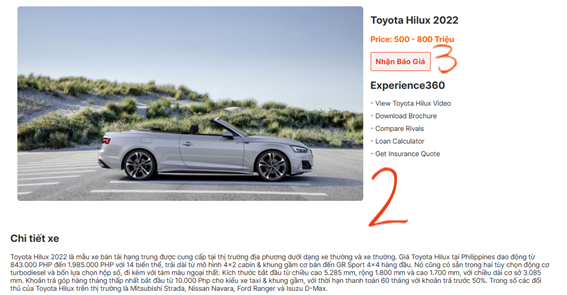 Toyota Hilux 2022
Price: 500 - 800 Triệu
Nhận Báo Giá
3
Experience360
- View Toyota Hilux Video
- Download Brochure
- Compare Rivals
- Loan Calculator
- Get Insurance Quote
2
Chi tiết xe
Toyota Hilux 2022 là mẫu xe bán tải hạng trung được cung cấp tại thị trường địa phương dưới dạng xe thường và xe thường. Giá Toyota Hilux tại Philippines dao động từ
843.000 PHP đến 1.985.000 PHP với 14 biến thể, trải dài từ mô hình 4x2 cabin & khung gầm cơ bản đến GR Sport 4x4 hàng đầu. Nó cũng có sẵn trong hai tùy chọn động cơ
turbodiesel và bốn lựa chọn hộp số, đi kèm với tám màu ngoại thất. Kích thước bắt đầu từ chiều cao 5.285 mm, rộng 1.800 mm và cao 1.700 mm, với chiều dài cơ sở 3.085
mm. Khoản trả góp hàng tháng thấp nhất bắt đầu từ 10.000 Php cho kiểu xe taxi & khung gầm, với thời hạn thanh toán 60 tháng với khoản trả trước 50%. Trong số các đối
thủ của Toyota Hilux trên thị trường là Mitsubishi Strada, Nissan Navara, Ford Ranger và Isuzu D-Max.